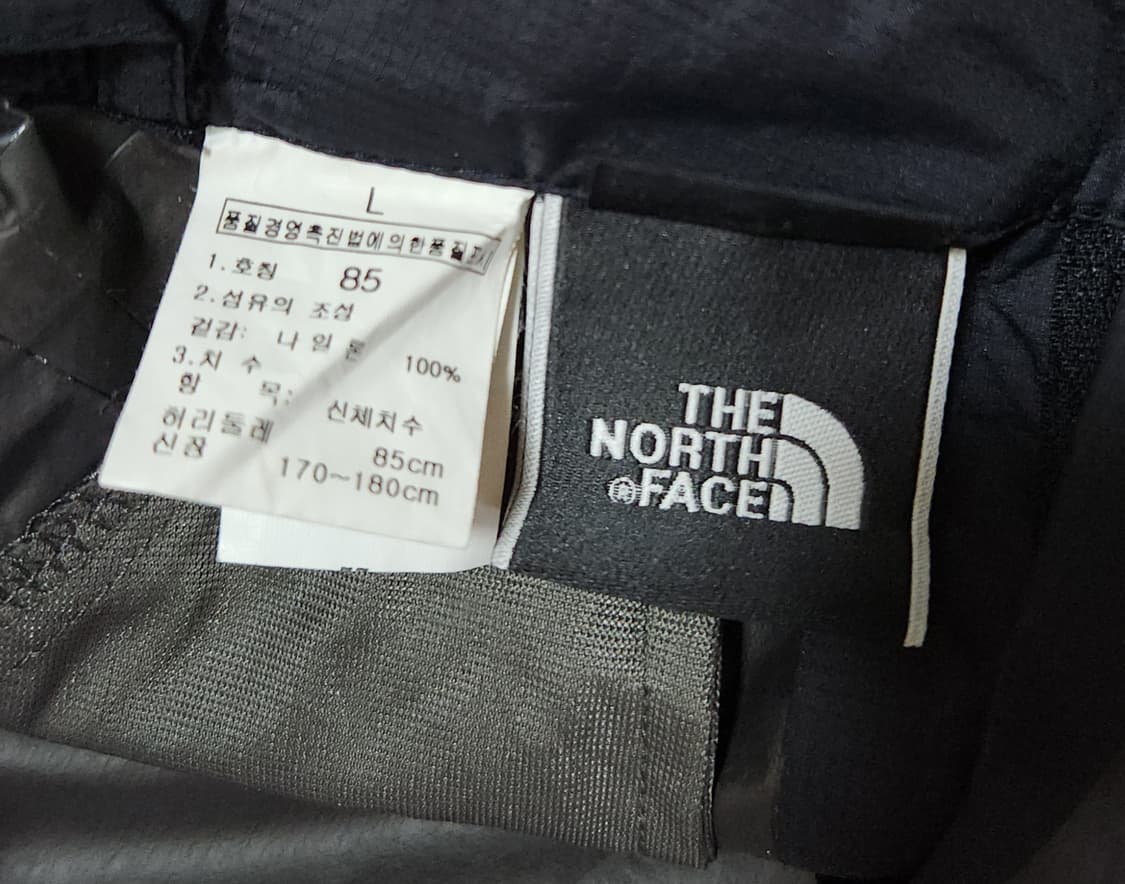 L
품질경영촉진법에의한품질표
1.호칭 85
2.섬유의 조성
겉감: 나 일 론 100%
3.치 수
항 목: 신체치수
허리둘레 85cm
신장 170~180cm
THE
NORTH
®FACE